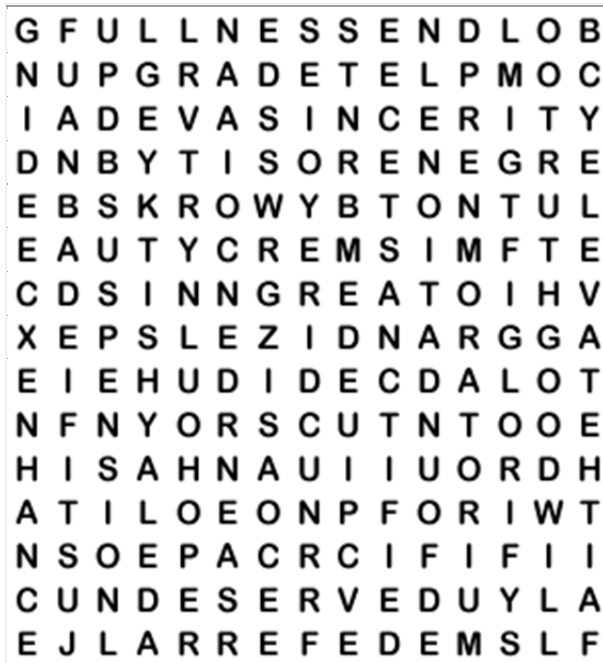 G F U L L N E S S E N D L O B
N U P G R A D E T E L P M O C
I A D E V A S I N C E R I T Y
D N B Y T I S O R E N E G R E
E B S K R O W Y B T O N T U L
E A U T Y C R E M S I M F T E
C D S I N N G R E A T O I H V
X E P S L E Z I D N A R G G A
E I E H U D I D E C D A L O T
N F N Y O R S C U T N T O O E
H I S A H N A U I I U O R D H
A T I L O E O N P F O R I W T
N S O E P A C R C I F I F I I
C U N D E S E R V E D U Y L A
E J L A R R E F E D E M S L F